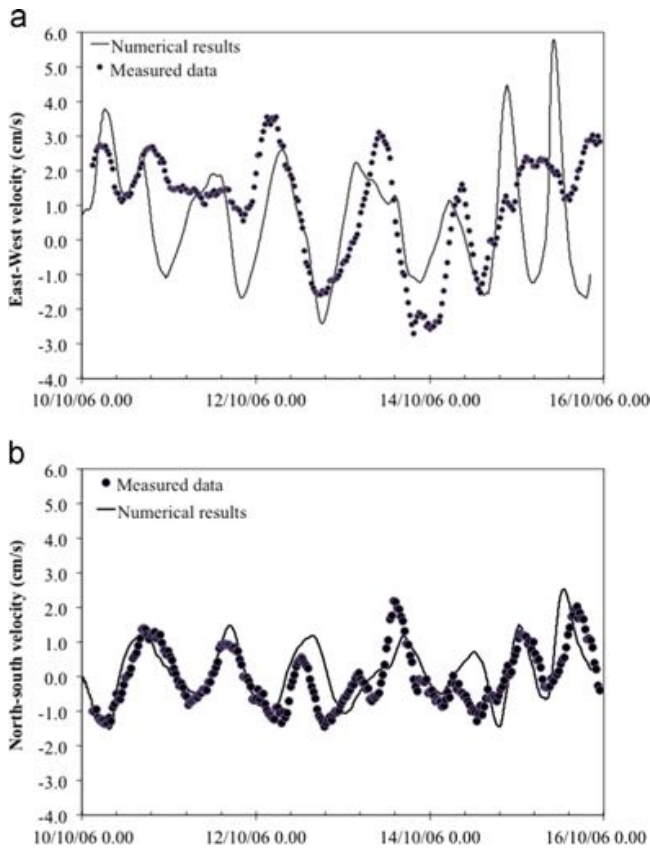 a
6.0
Numerical results
5.0
Measured data
4.0
3.0
2.0
1.0
0.0
-1.0
-2.0
-3.0
-4.0
East-West velocity (cm/s)
10/10/06 0.00 12/10/06 0.00 14/10/06 0.00 16/10/06 0.00
b
6.0
Measured data
5.0
Numerical results
4.0
3.0
2.0
1.0
0.0
-1.0
-2.0
-3.0
-4.0
North-south velocity (cm/s)
10/10/06 0.00 12/10/06 0.00 14/10/06 0.00 16/10/06 0.00